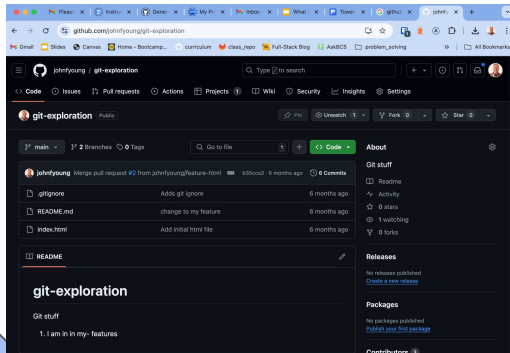 Pleas
Instru
Gener
My Pr
Inbox
What
Tower
github
johnfy
github.com/johnfyoung/git-exploration
Gmail Slides Canvas Home - Bootcamp... curriculum class_repo Full-Stack Blog AskBCS problem_solving » All Bookmarks
johnfyoung / git-exploration
Type / to search
Code Issues Pull requests Actions Projects 1 Wiki Security Insights Settings
git-exploration Public
Pin Unwatch 1 Fork 0 Star 0
main 2 Branches 0 Tags Go to file t Code
About
Git stuff
johnfyoung Merge pull request #2 from johnfyoung/feature-html b35cca2 · 6 months ago 6 Commits
.gitignore Adds git ignore 6 months ago
README.md change to my feature 6 months ago
index.html Add initial html file 6 months ago
Readme
Activity
0 stars
1 watching
0 forks
README
git-exploration
Git stuff
1. I am in in my- features
Releases
No releases published
Create a new release
Packages
No packages published
Publish your first package
Contributors 3